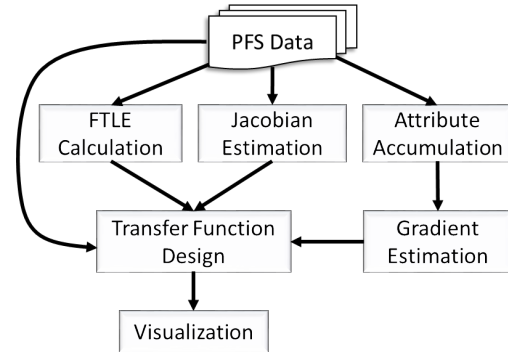 PFS Data
FTLE
Calculation
Jacobian
Estimation
Attribute
Accumulation
Transfer Function
Design
Gradient
Estimation
Visualization